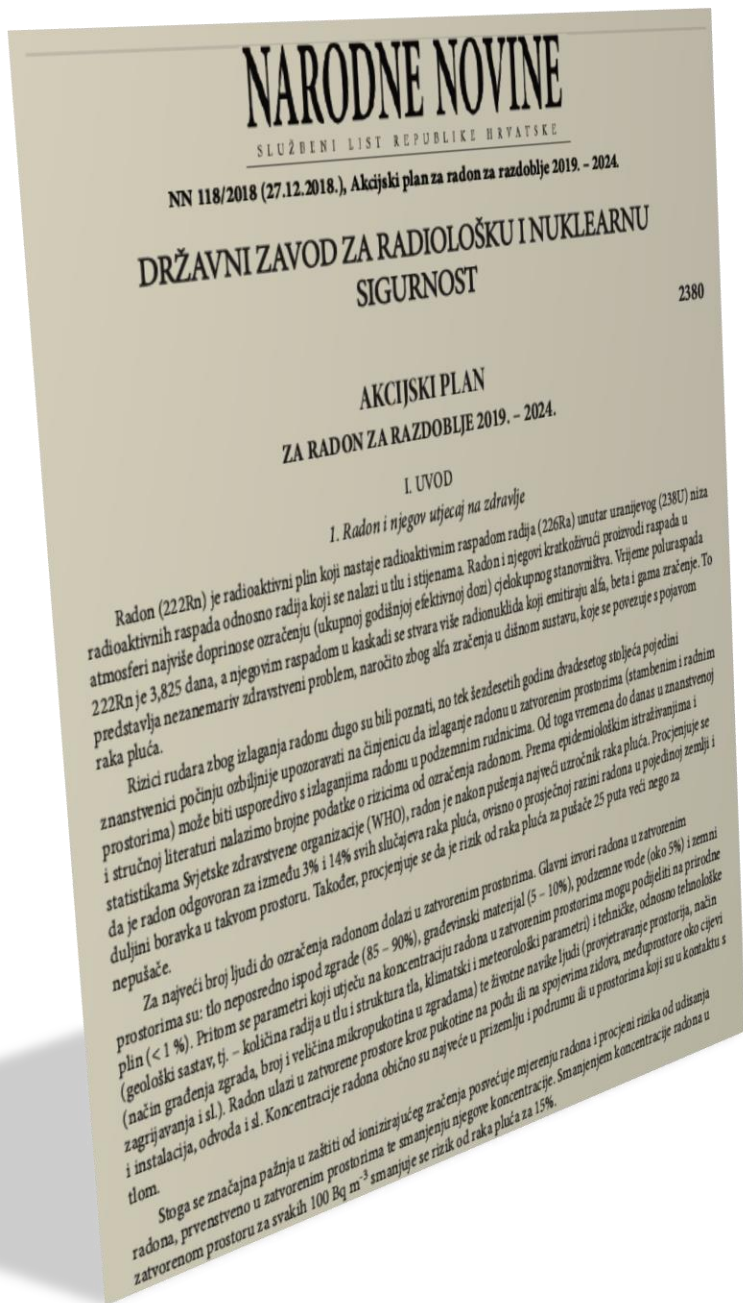 NARODNE NOVINE
SLUŽBENI LIST REPUBLIKE HRVATSKE
NN 118/2018 (27.12.2018.), Akcijski plan za radon za razdoblje 2019. – 2024.
DRŽAVNI ZAVOD ZA RADIOLOŠKU I NUKLEARNU
SIGURNOST
2380
AKCIJSKI PLAN
ZA RADON ZA RAZDOBLJE 2019. – 2024.
I. UVOD
1. Radon i njegov utjecaj na zdravlje
Radon (222Rn) je radioaktivni plin koji nastaje radioaktivnim raspadom radija (226Ra) unutar uranijevog (238U) niza
radioaktivnih raspada odnosno radija koji se nalazi u tlu i stijenama. Radon i njegovi kratkoživući proizvodi raspada u
atmosferi najviše doprinose ozračenju (ukupnoj godišnjoj efektivnoj dozi) cjelokupnog stanovništva. Vrijeme poluraspada
222Rn je 3,825 dana, a njegovim raspadom u kaskadi se stvara više radionuklida koji emitiraju alfa, beta i gama zračenje. To
predstavlja nezanemariv zdravstveni problem, naročito zbog alfa zračenja u dišnom sustavu, koje se povezuje s pojavom
raka pluća.
Rizici rudara zbog izlaganja radonu dugo su bili poznati, no tek šezdesetih godina dvadesetog stoljeća pojedini
znanstvenici počinju ozbiljnije upozoravati na činjenicu da izlaganje radonu u zatvorenim prostorima (stambenim i radnim
prostorima) može biti usporedivo s izlaganjima radonu u podzemnim rudnicima. Od toga vremena do danas u znanstvenoj
i stručnoj literaturi nalazimo brojne podatke o rizicima od ozračenja radonom. Prema epidemiološkim istraživanjima i
statistikama Svjetske zdravstvene organizacije (WHO), radon je nakon pušenja najveći uzročnik raka pluća. Procjenjuje se
da je radon odgovoran za između 3% i 14% svih slučajeva raka pluća, ovisno o prosječnoj razini radona u pojedinoj zemlji i
duljini boravka u takvom prostoru. Također, procjenjuje se da je rizik od raka pluća za pušače 25 puta veći nego za
nepušače.
Za najveći broj ljudi do ozračenja radonom dolazi u zatvorenim prostorima. Glavni izvori radona u zatvorenim
prostorima su: tlo neposredno ispod zgrade (85 – 90%), građevinski materijal (5 – 10%), podzemne vode (oko 5%) i zemni
plin (< 1 %). Pritom se parametri koji utječu na koncentraciju radona u zatvorenim prostorima mogu podijeliti na prirodne
(geološki sastav, tj. – količina radija u tlu i struktura tla, klimatski i meteorološki parametri) i tehničke, odnosno tehnološke
(način građenja zgrada, broj i veličina mikropukotina u zgradama) te životne navike ljudi (provjetravanje prostorija, način
zagrijavanja i sl.). Radon ulazi u zatvorene prostore kroz pukotine na podu ili na spojevima zidova, međuprostore oko cijevi
i instalacija, odvoda i sl. Koncentracije radona obično su najveće u prizemlju i podrumu ili u prostorima koji su u kontaktu s
tlom.
Stoga se značajna pažnja u zaštiti od ionizirajućeg zračenja posvećuje mjerenju radona i procjeni rizika od udisanja
radona, prvenstveno u zatvorenim prostorima te smanjenju njegove koncentracije. Smanjenjem koncentracije radona u
zatvorenom prostoru za svakih 100 Bq m⁻³ smanjuje se rizik od raka pluća za 15%.